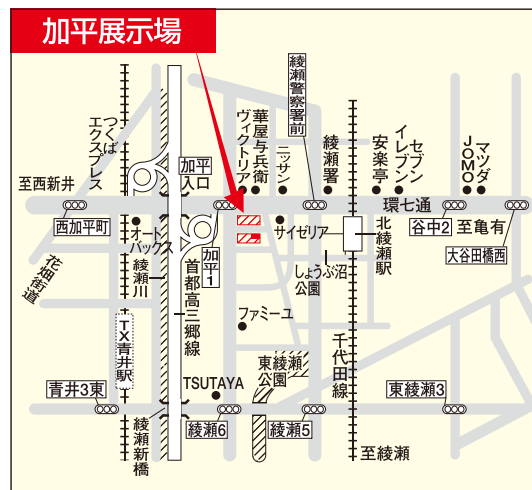 加平展示場
つくば
エクスプレス
至西新井
加平
入口
ヴィクトリア
華屋与兵衛
ニッサン
綾瀬警察署前
綾瀬署
安楽亭
セブン
イレブン
JOMO
マツダ
西加平町
オート
バックス
加平1
サイゼリア
北綾瀬駅
環七通
谷中2
至亀有
大谷田橋西
花畑街道
綾瀬川
首都高三郷線
しょうぶ沼
公園
ファミーユ
千代田線
TX青井駅
東綾瀬
公園
青井3東
TSUTAYA
東綾瀬3
綾瀬新橋
綾瀬6
綾瀬5
至綾瀬